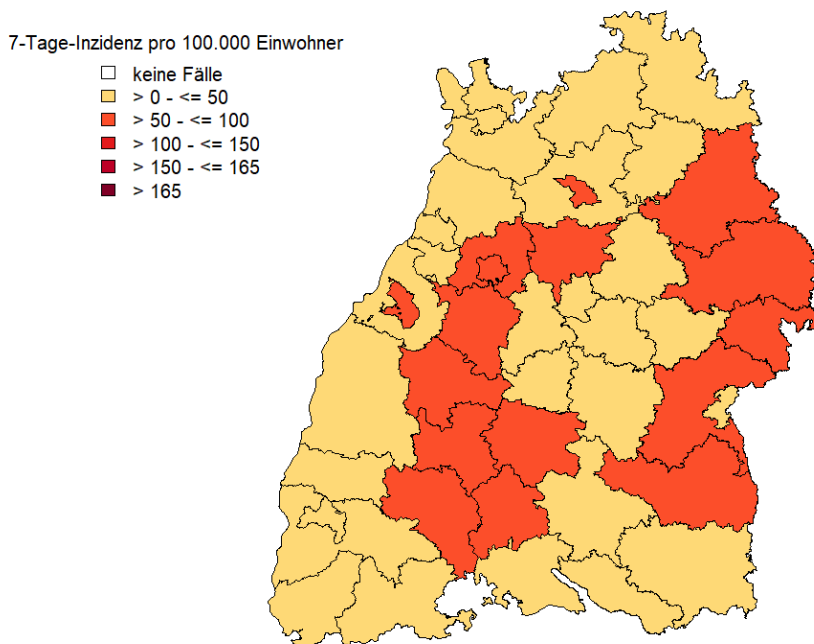 7-Tage-Inzidenz pro 100.000 Einwohner
keine Fälle
> 0 - <= 50
> 50 - <= 100
> 100 - <= 150
> 150 - <= 165
> 165